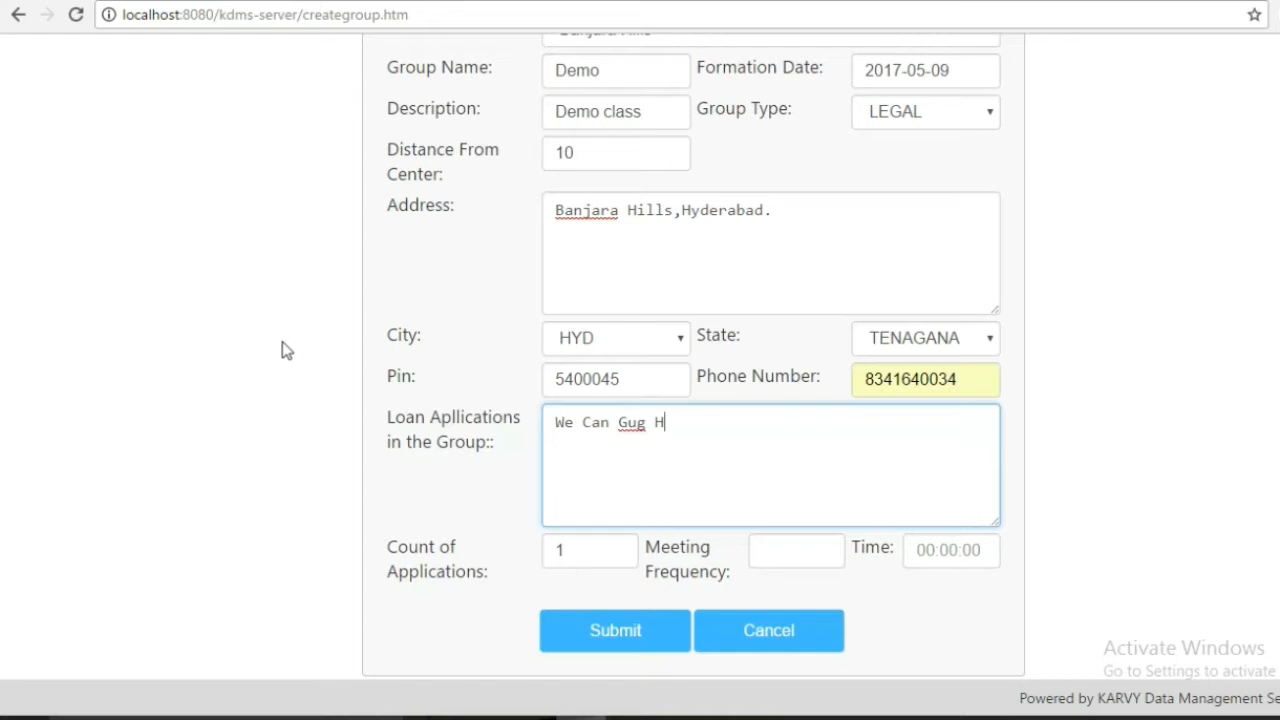 localhost:8080/kdms-server/creategroup.htm
Group Name: Demo Formation Date: 2017-05-09
Description: Demo class Group Type: LEGAL
Distance From
Center: 10
Address: Banjara Hills,Hyderabad.
City: HYD State: TENAGANA
Pin: 5400045 Phone Number: 8341640034
Loan Apllications
in the Group:: We Can Gug H
Count of
Applications: 1 Meeting
Frequency: Time: 00:00:00
Submit Cancel
Activate Windows
Go to Settings to activate
Powered by KARVY Data Management Se